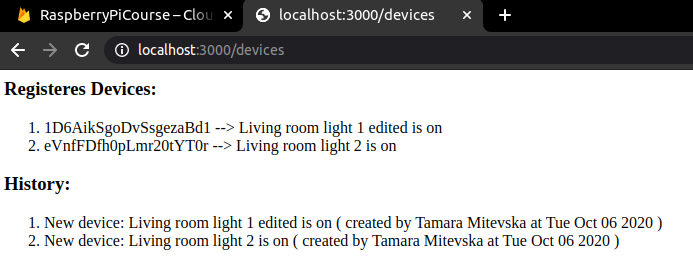 RaspberryPiCourse – Clou
localhost:3000/devices
localhost:3000/devices
Registeres Devices:
1. 1D6AikSgoDvSsgezaBd1 --> Living room light 1 edited is on
2. eVnfFDfh0pLmr20tYT0r --> Living room light 2 is on
History:
1. New device: Living room light 1 edited is on ( created by Tamara Mitevska at Tue Oct 06 2020 )
2. New device: Living room light 2 is on ( created by Tamara Mitevska at Tue Oct 06 2020 )